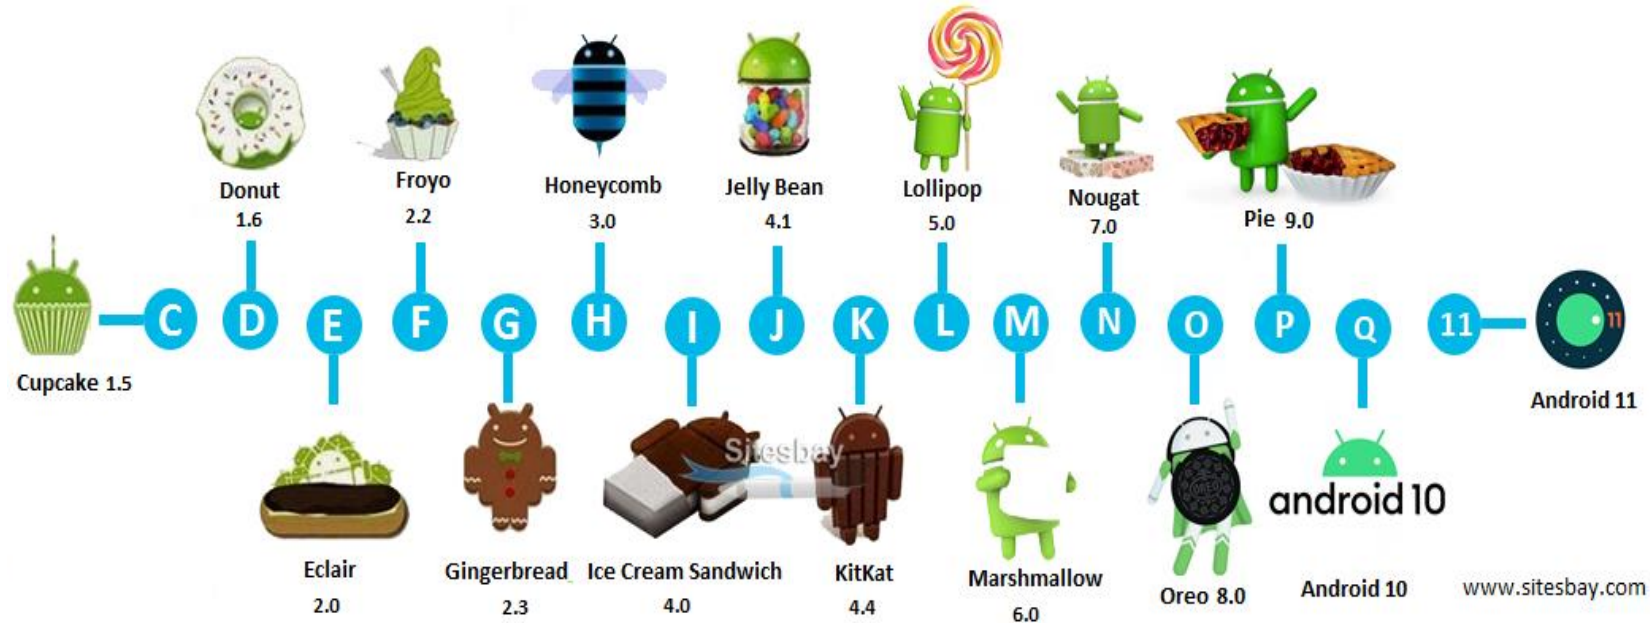 Donut
1.6
Froyo
2.2
Honeycomb
3.0
Jelly Bean
4.1
Lollipop
5.0
Nougat
7.0
Pie 9.0
C
D
E
F
G
H
I
J
K
L
M
N
O
P
Q
11
11
Cupcake 1.5
Android 11
Sitesbay
OREO
android 10
Eclair
2.0
Gingerbread
2.3
Ice Cream Sandwich
4.0
KitKat
4.4
Marshmallow
6.0
Oreo 8.0
Android 10
www.sitesbay.com